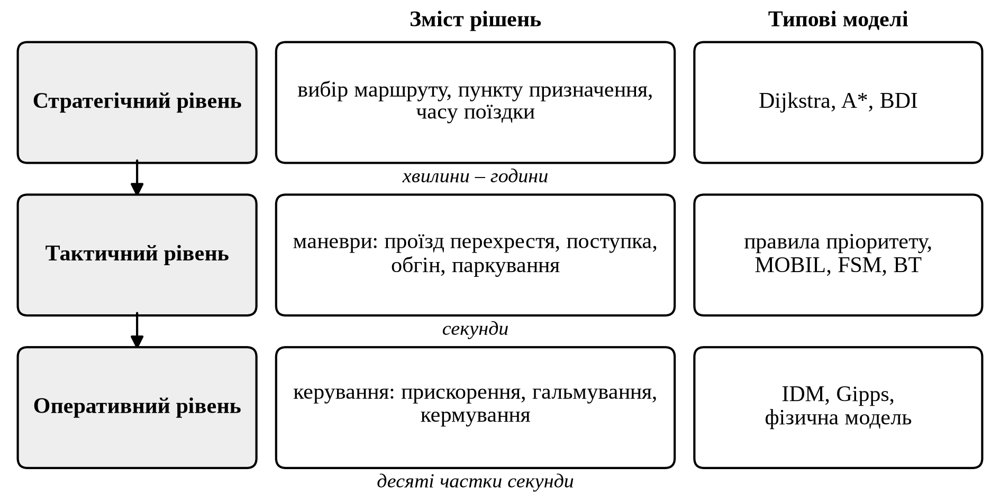 Зміст рішень
Типові моделі
Стратегічний рівень
вибір маршруту, пункту призначення,
часу поїздки
Dijkstra, A*, BDI
хвилини – години
Тактичний рівень
маневри: проїзд перехрестя, поступка,
обгін, паркування
правила пріоритету,
MOBIL, FSM, BT
секунди
Оперативний рівень
керування: прискорення, гальмування,
кермування
IDM, Gipps,
фізична модель
десяті частки секунди